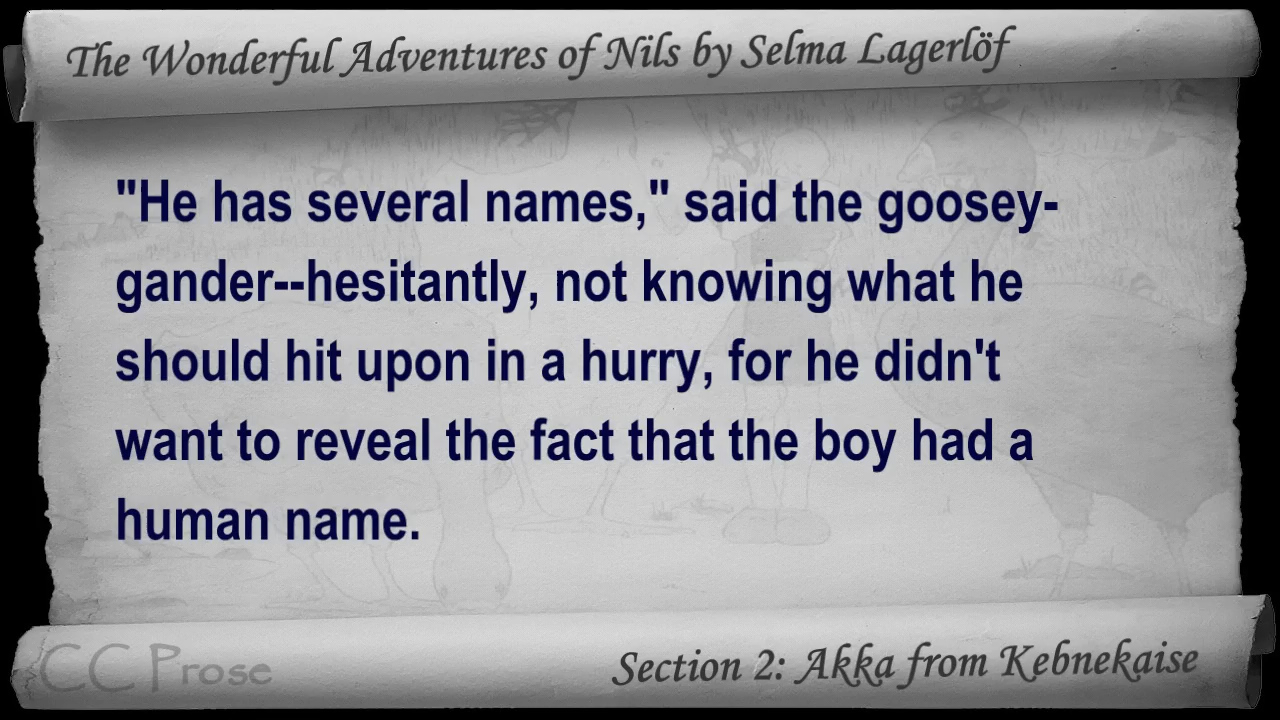 The Wonderful Adventures of Nils by Selma Lagerlöf
"He has several names," said the goosey-
gander--hesitantly, not knowing what he
should hit upon in a hurry, for he didn't
want to reveal the fact that the boy had a
human name.
CC Prose
Section 2: Akka from Kebnekaise